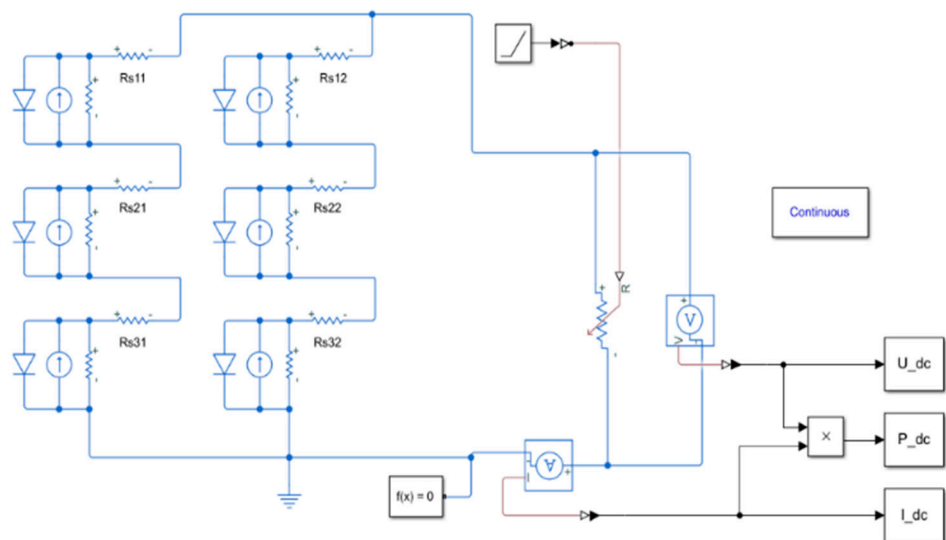 Rs11
Rs12
Rs21
Rs22
Continuous
R
V
V
Rs31
Rs32
U_dc
×
P_dc
A
I
f(x) = 0
I_dc